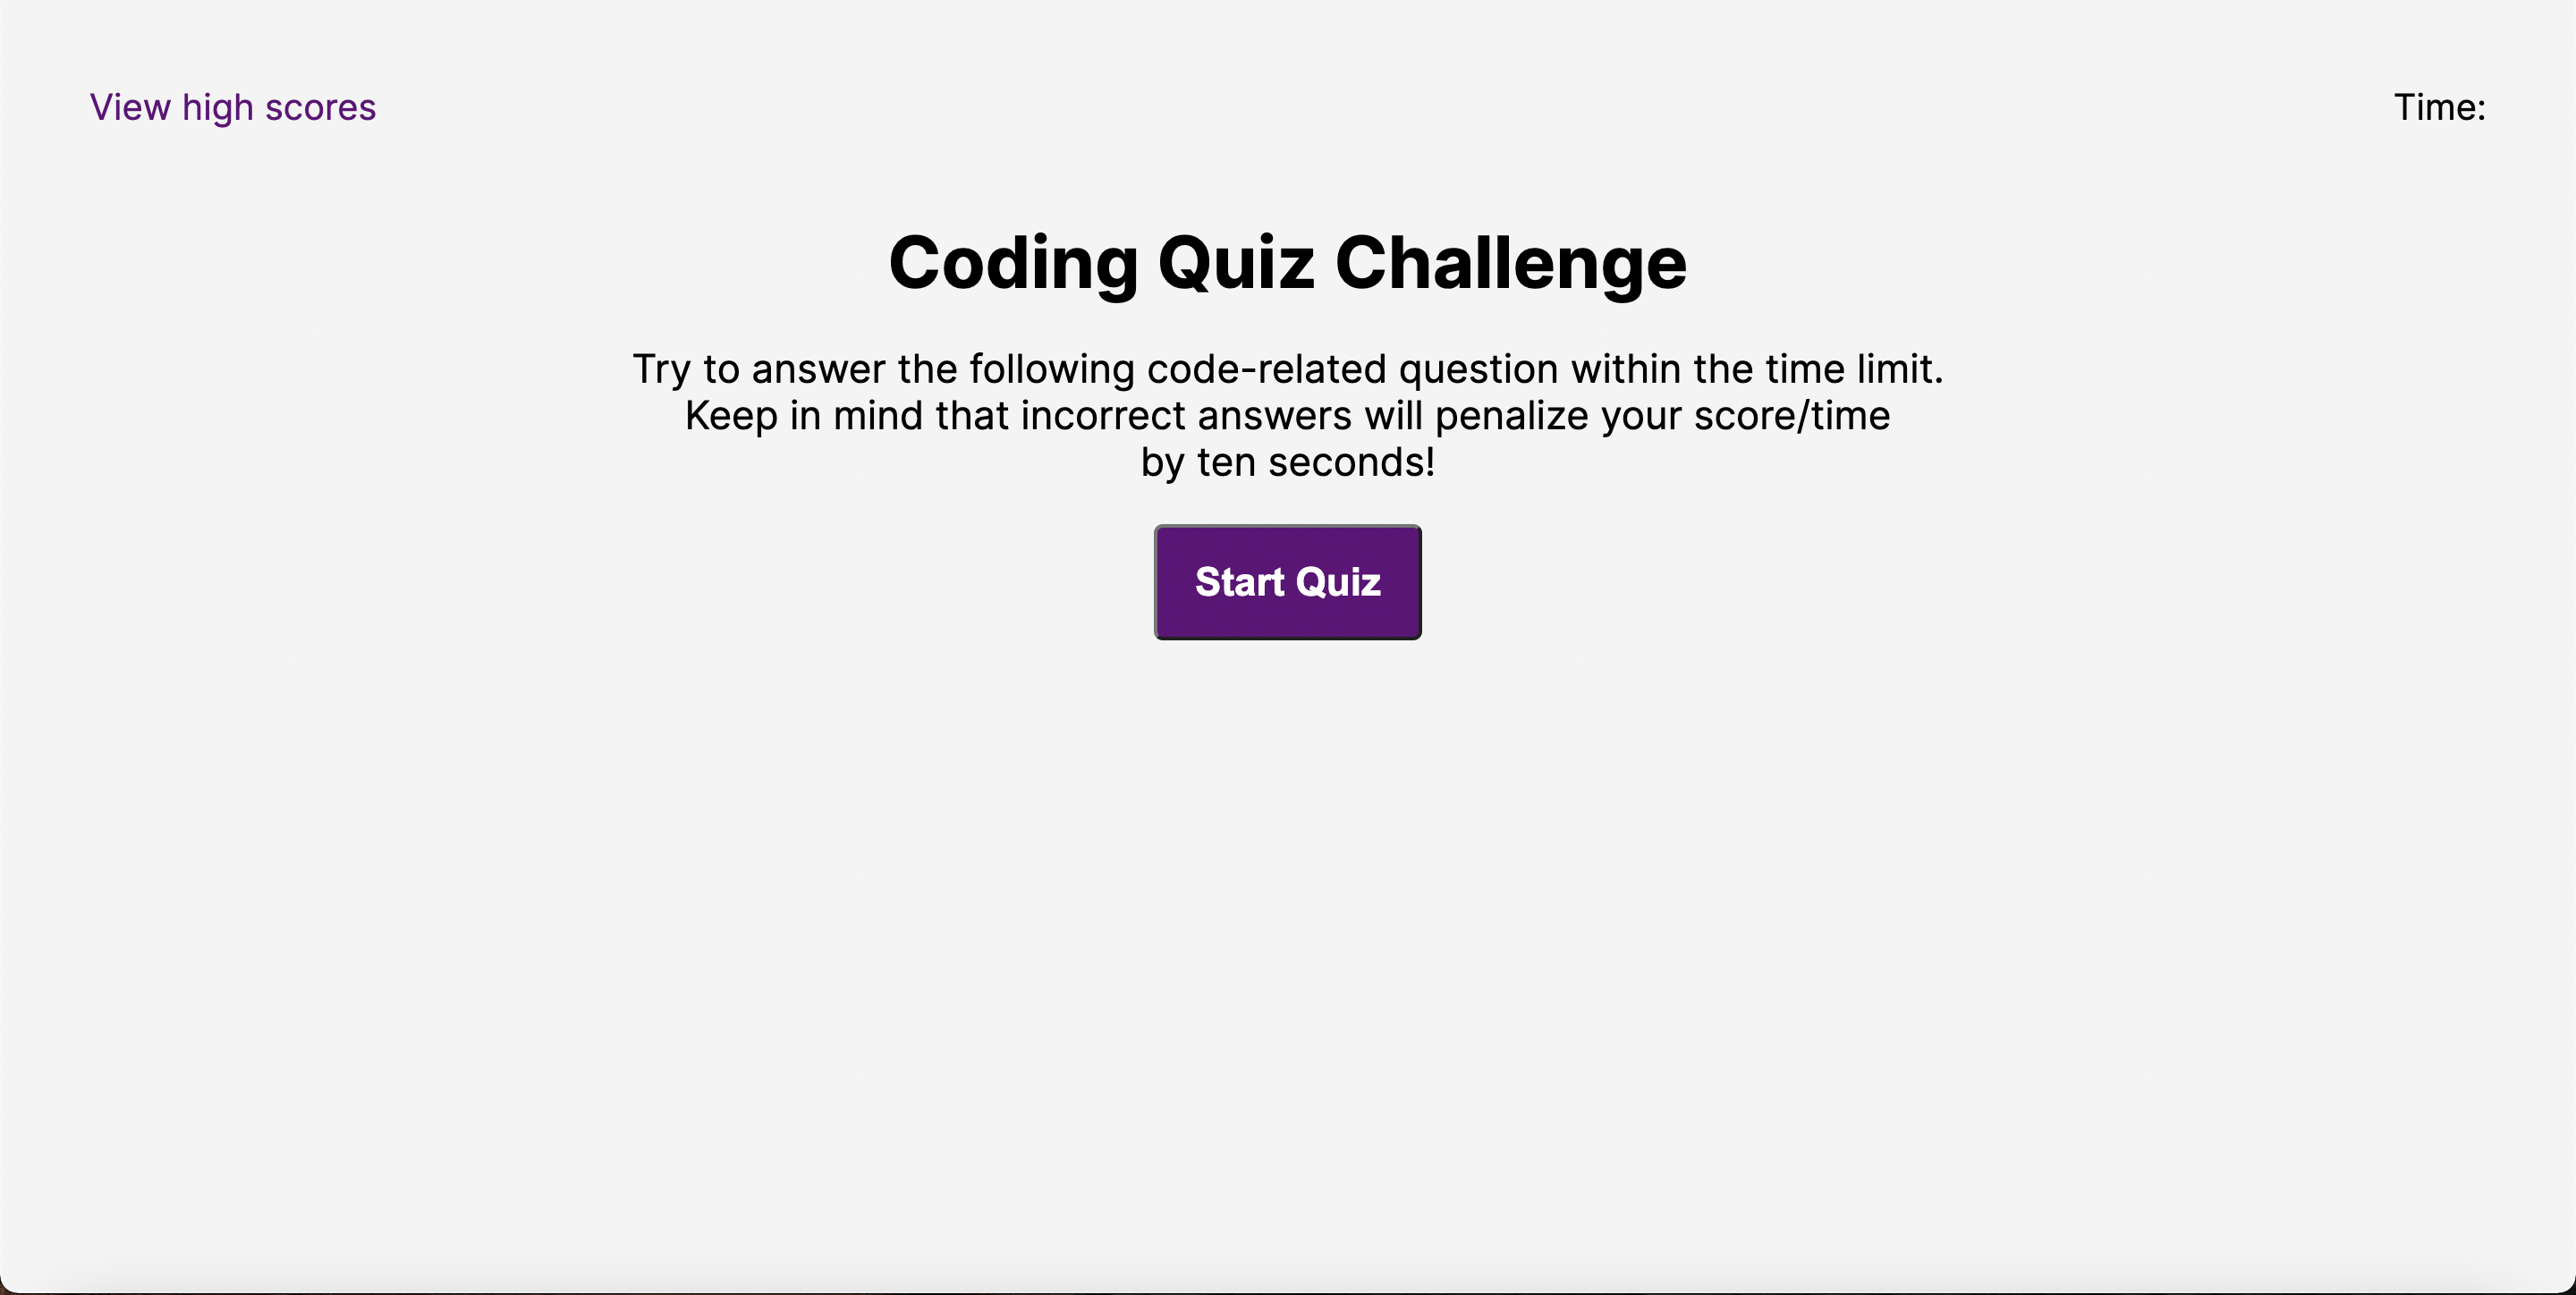 View high scores
Time:
Coding Quiz Challenge
Try to answer the following code-related question within the time limit.
Keep in mind that incorrect answers will penalize your score/time
by ten seconds!
Start Quiz